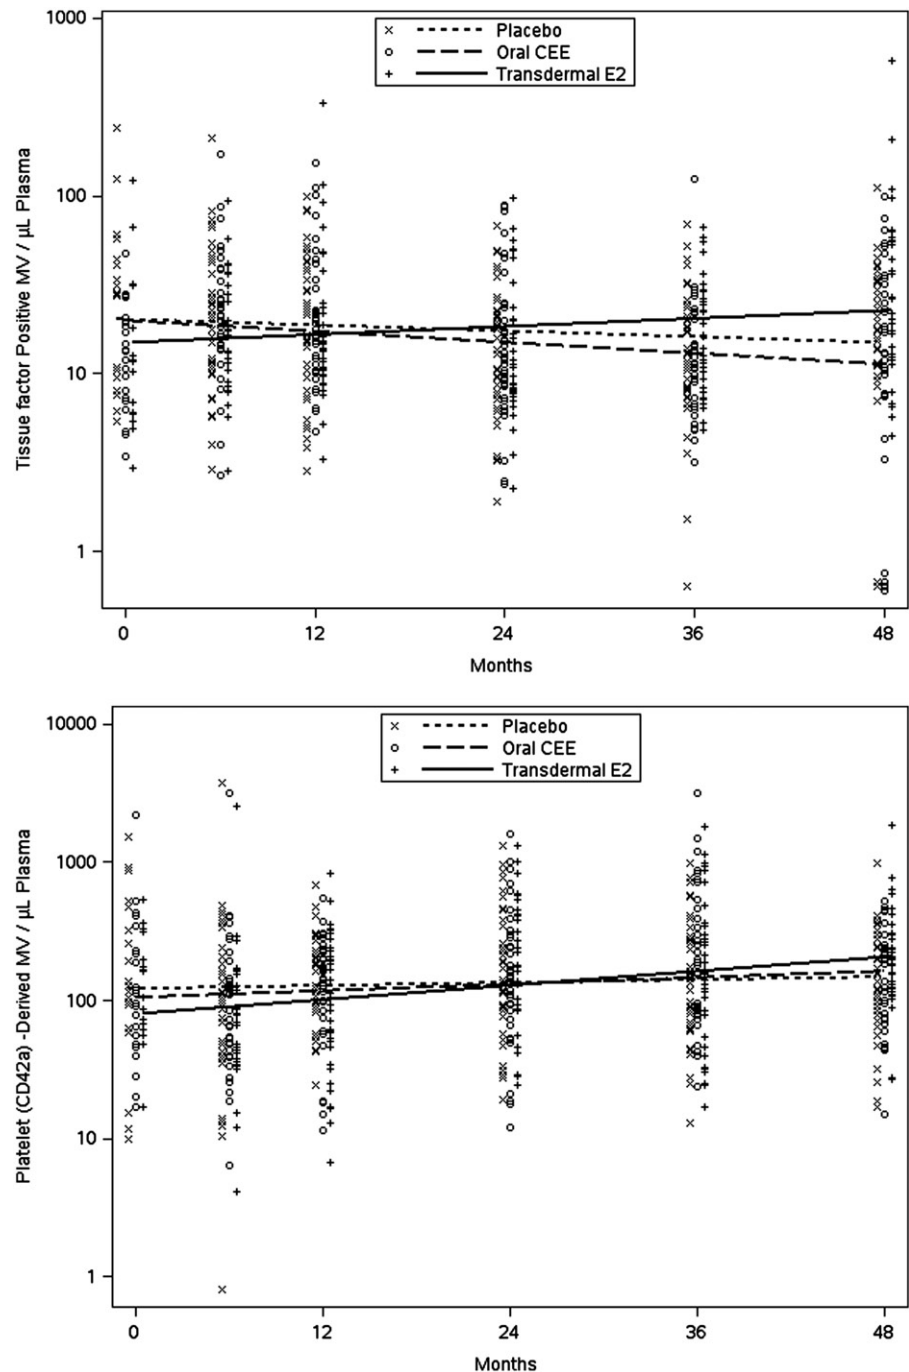 1000
100
10
1
Tissue factor Positive MV / µL Plasma
Placebo
Oral CEE
Transdermal E2
0 12 24 36 48
Months
10000
1000
100
10
1
Platelet (CD42a) -Derived MV / µL Plasma
Placebo
Oral CEE
Transdermal E2
0 12 24 36 48
Months